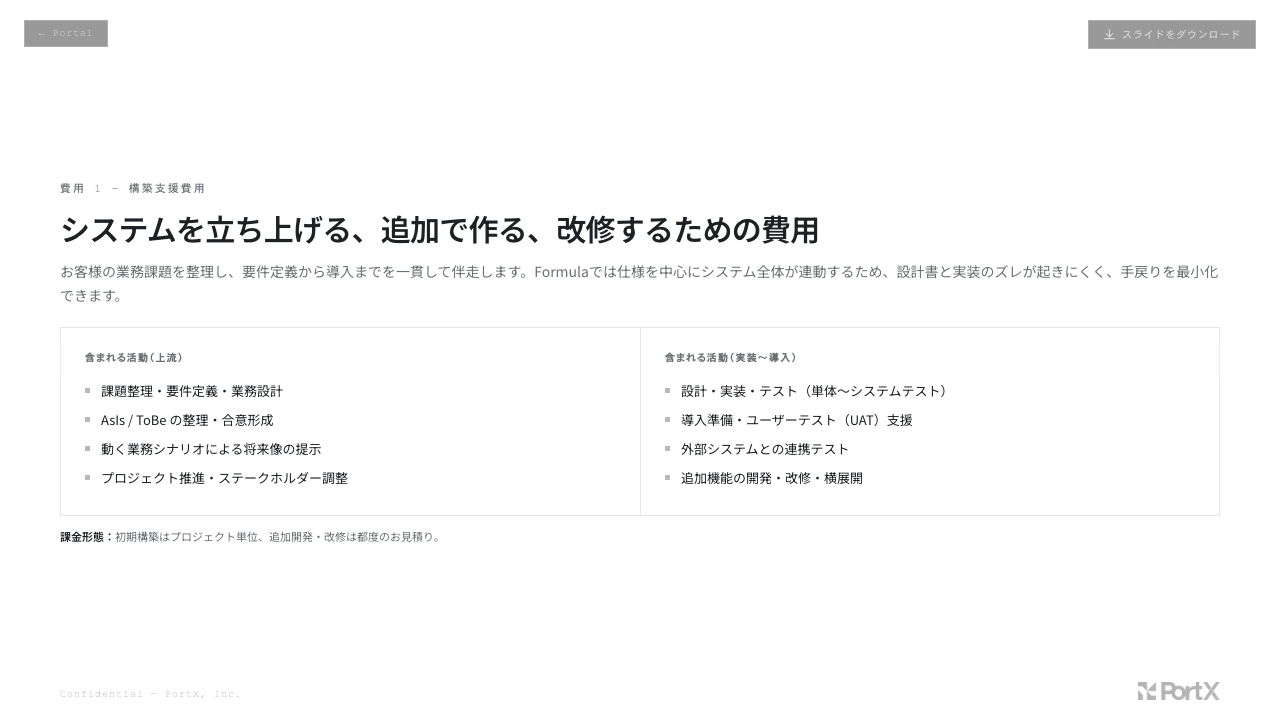 ← Portal
スライドをダウンロード
費用 1 — 構築支援費用
システムを立ち上げる、追加で作る、改修するための費用
お客様の業務課題を整理し、要件定義から導入までを一貫して伴走します。Formulaでは仕様を中心にシステム全体が連動するため、設計書と実装のズレが起きにくく、手戻りを最小化
できます。
含まれる活動（上流）
課題整理・要件定義・業務設計
AsIs / ToBe の整理・合意形成
動く業務シナリオによる将来像の提示
プロジェクト推進・ステークホルダー調整
含まれる活動（実装〜導入）
設計・実装・テスト（単体〜システムテスト）
導入準備・ユーザーテスト（UAT）支援
外部システムとの連携テスト
追加機能の開発・改修・横展開
課金形態：初期構築はプロジェクト単位、追加開発・改修は都度のお見積り。
Confidential — PortX, Inc.
PortX